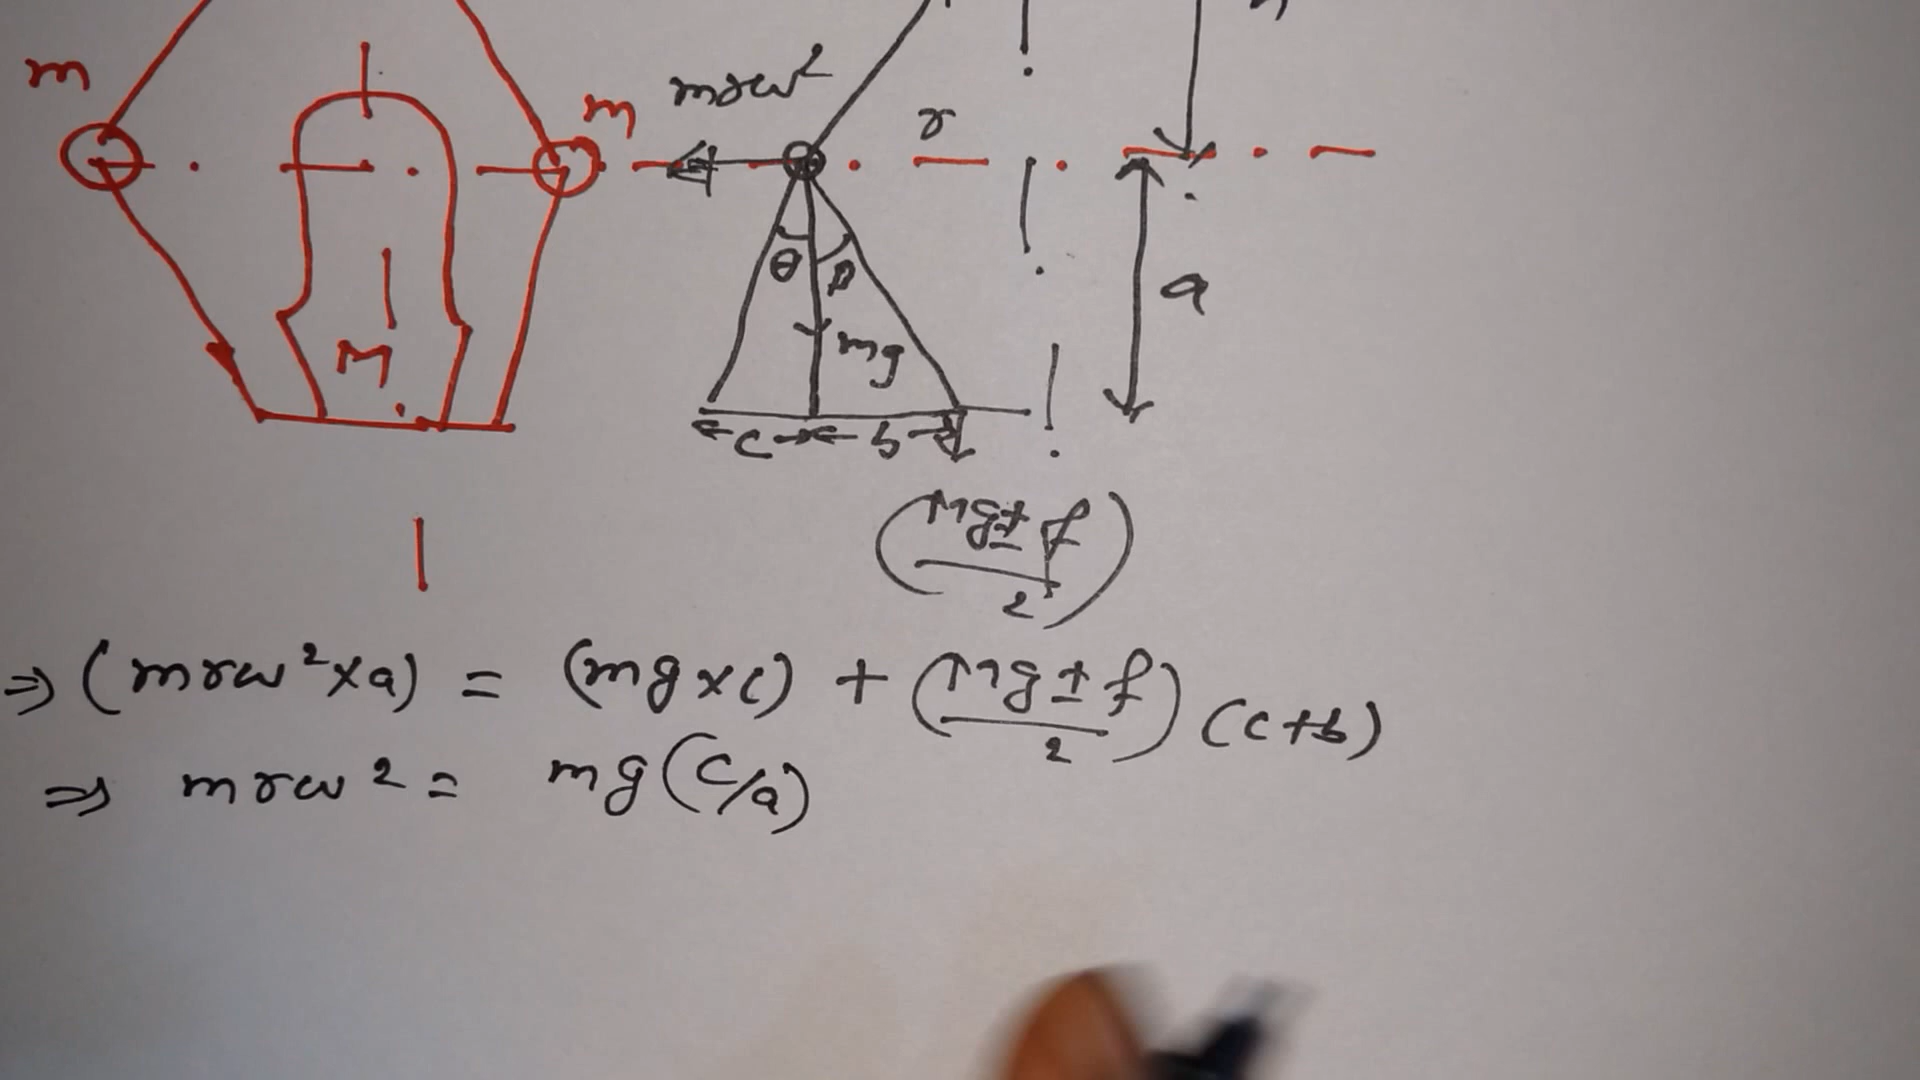 m
m
mrω²
r
θ
β
mg
a
M
c
b
(Mg±f/2)
⇒ (mrω²×a) = (mg×c) + (Mg±f/2)(c+b)
⇒ mrω² = mg(c/a)